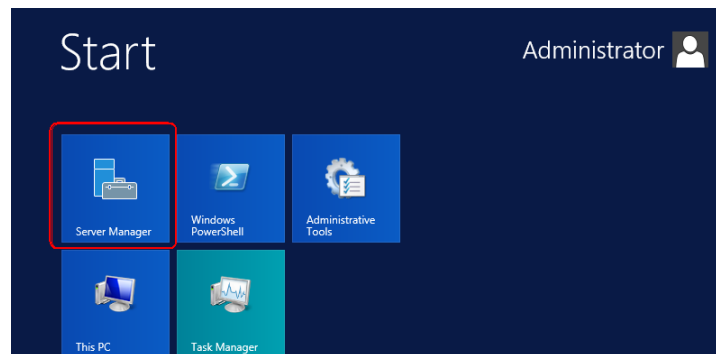 Start
Administrator
Server Manager
Windows
PowerShell
Administrative
Tools
This PC
Task Manager